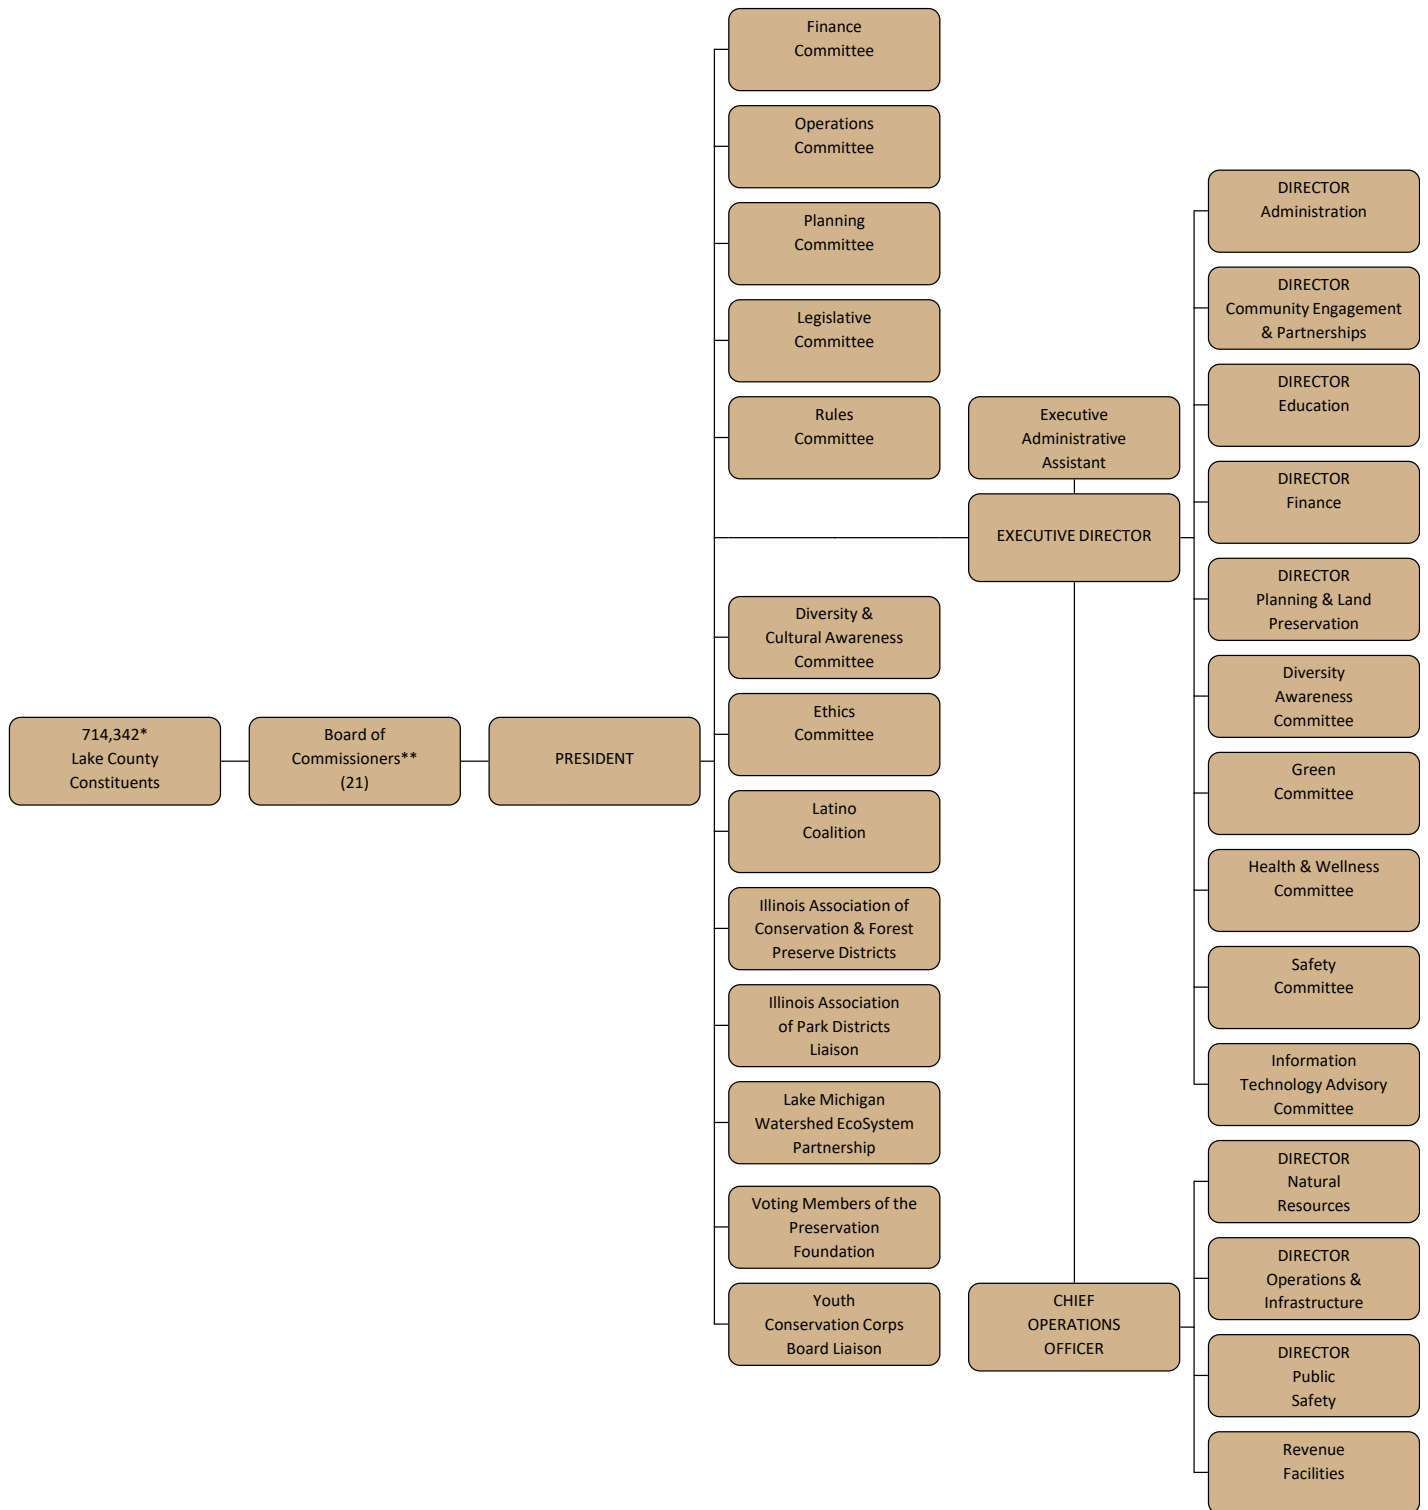 714,342*
Lake County
Constituents
Board of
Commissioners**
(21)
PRESIDENT
Finance
Committee
Operations
Committee
Planning
Committee
Legislative
Committee
Rules
Committee
Diversity &
Cultural Awareness
Committee
Ethics
Committee
Latino
Coalition
Illinois Association of
Conservation & Forest
Preserve Districts
Illinois Association
of Park Districts
Liaison
Lake Michigan
Watershed EcoSystem
Partnership
Voting Members of the
Preservation
Foundation
Youth
Conservation Corps
Board Liaison
Executive
Administrative
Assistant
EXECUTIVE DIRECTOR
CHIEF
OPERATIONS
OFFICER
DIRECTOR
Administration
DIRECTOR
Community Engagement
& Partnerships
DIRECTOR
Education
DIRECTOR
Finance
DIRECTOR
Planning & Land
Preservation
Diversity
Awareness
Committee
Green
Committee
Health & Wellness
Committee
Safety
Committee
Information
Technology Advisory
Committee
DIRECTOR
Natural
Resources
DIRECTOR
Operations &
Infrastructure
DIRECTOR
Public
Safety
Revenue
Facilities